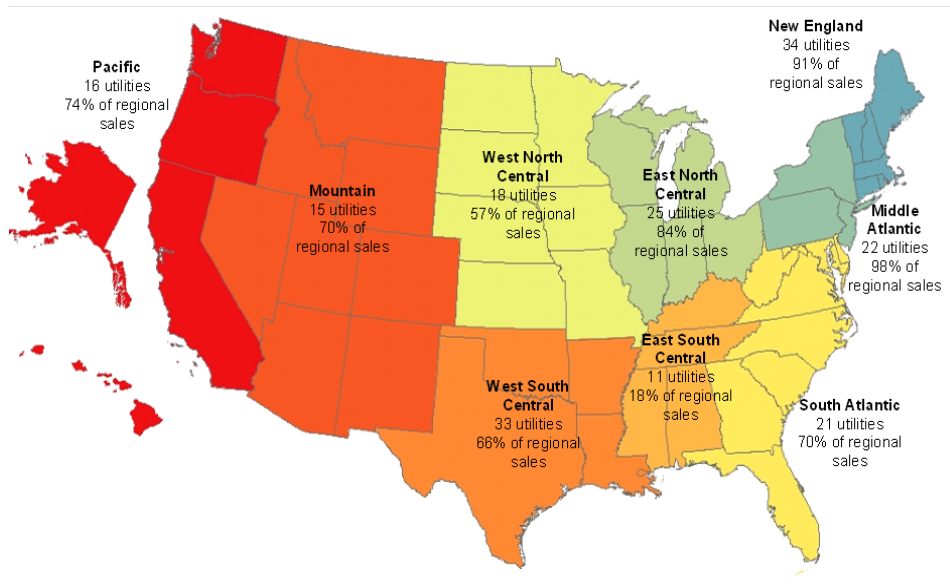 New England
34 utilities
91% of
regional sales
Pacific
16 utilities
74% of regional
sales
Mountain
15 utilities
70% of
regional sales
West North
Central
18 utilities
57% of regional
sales
East North
Central
25 utilities
84% of
regional sales
Middle
Atlantic
22 utilities
98% of
regional sales
West South
Central
33 utilities
66% of regional
sales
East South
Central
11 utilities
18% of regional
sales
South Atlantic
21 utilities
70% of regional
sales